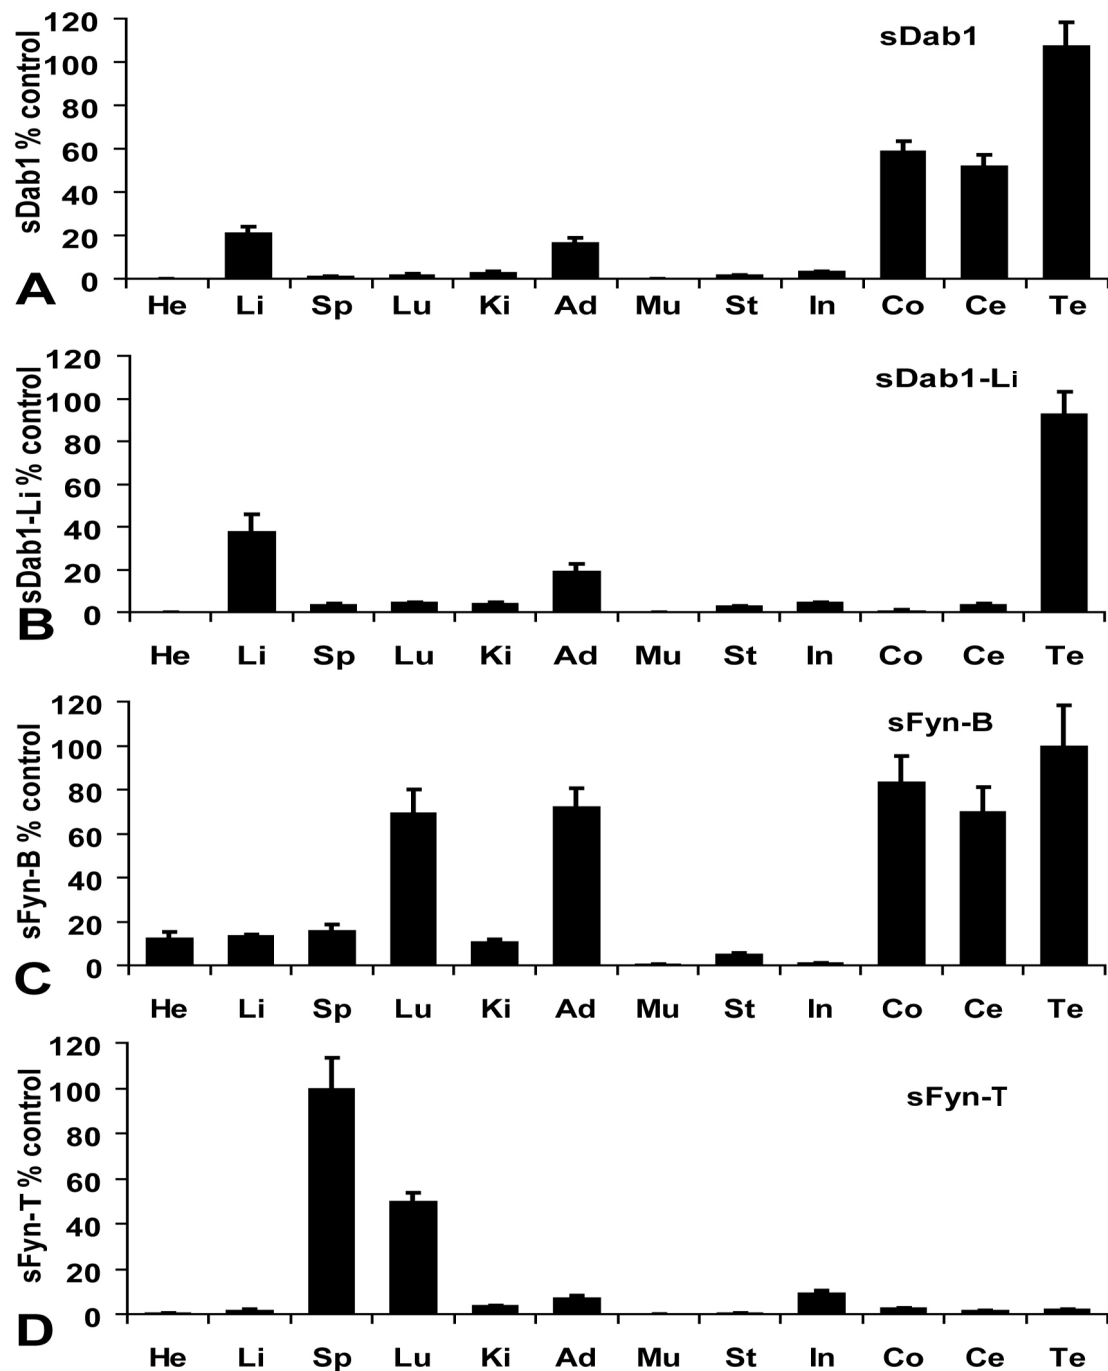 sDab1
sDab1 % control
120
100
80
60
40
20
0
A
He Li Sp Lu Ki Ad Mu St In Co Ce Te
sDab1-Li
sDab1-Li % control
120
100
80
60
40
20
0
B
He Li Sp Lu Ki Ad Mu St In Co Ce Te
sFyn-B
sFyn-B % control
120
100
80
60
40
20
0
C
He Li Sp Lu Ki Ad Mu St In Co Ce Te
sFyn-T
sFyn-T % control
120
100
80
60
40
20
0
D
He Li Sp Lu Ki Ad Mu St In Co Ce Te